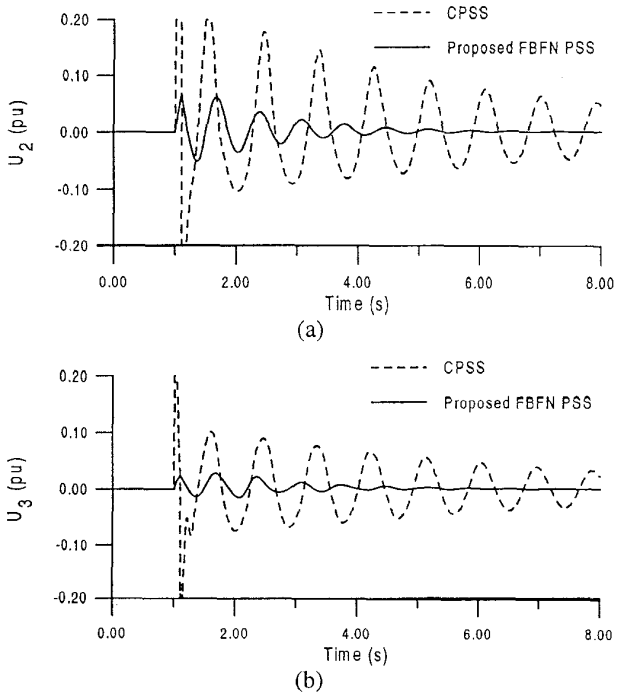 CPSS
Proposed FBFN PSS
0.20
0.10
0.00
-0.10
-0.20
U2 (pu)
0.00 2.00 4.00 6.00 8.00
Time (s)
(a)
CPSS
Proposed FBFN PSS
0.20
0.10
0.00
-0.10
-0.20
U3 (pu)
0.00 2.00 4.00 6.00 8.00
Time (s)
(b)